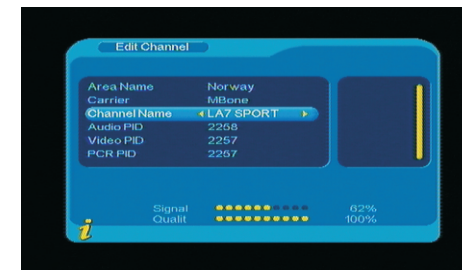 Edit Channel
Area Name Norway
Carrier MBone
Channel Name LA7 SPORT
Audio PID 2258
Video PID 2257
PCR PID 2257
Signal 62%
Qualit 100%
i